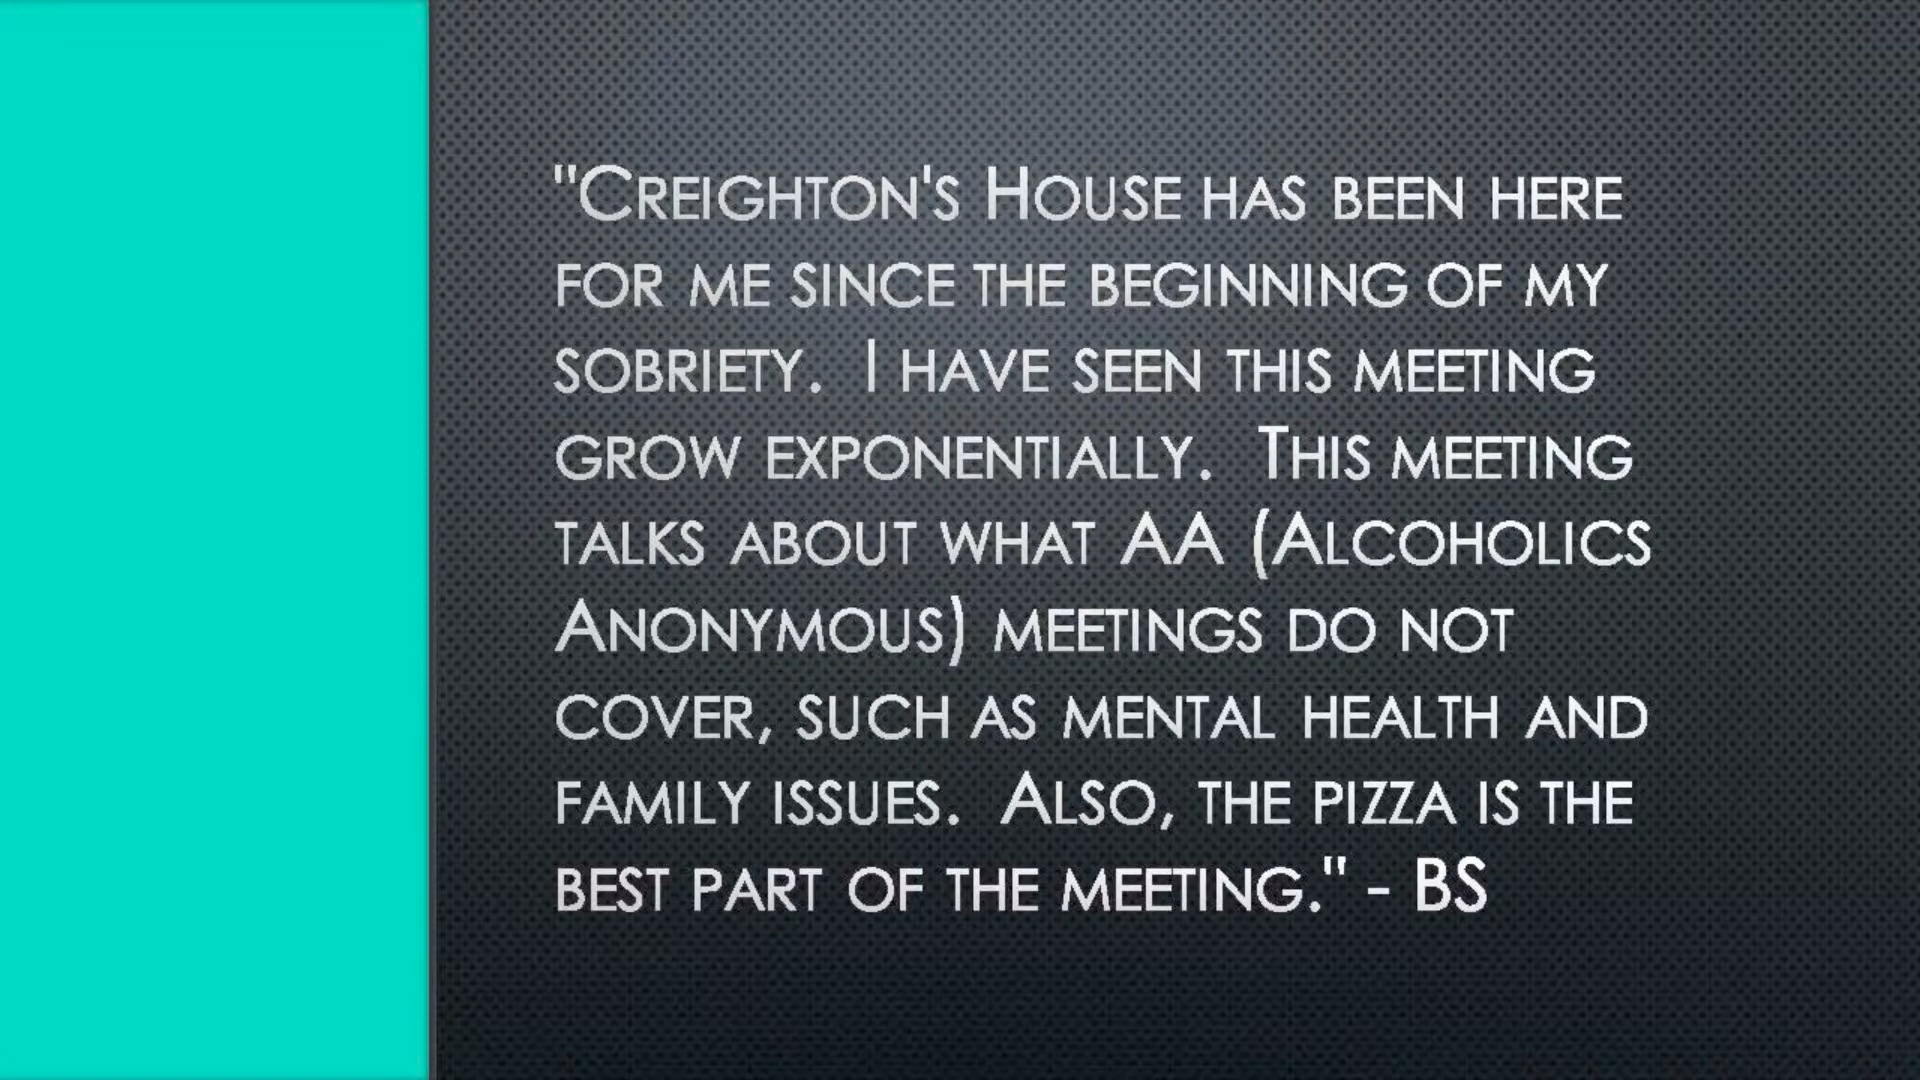 "Creighton's House has been here
for me since the beginning of my
sobriety.  I have seen this meeting
grow exponentially.  This meeting
talks about what AA (Alcoholics
Anonymous) meetings do not
cover, such as mental health and
family issues.  Also, the pizza is the
best part of the meeting." - BS